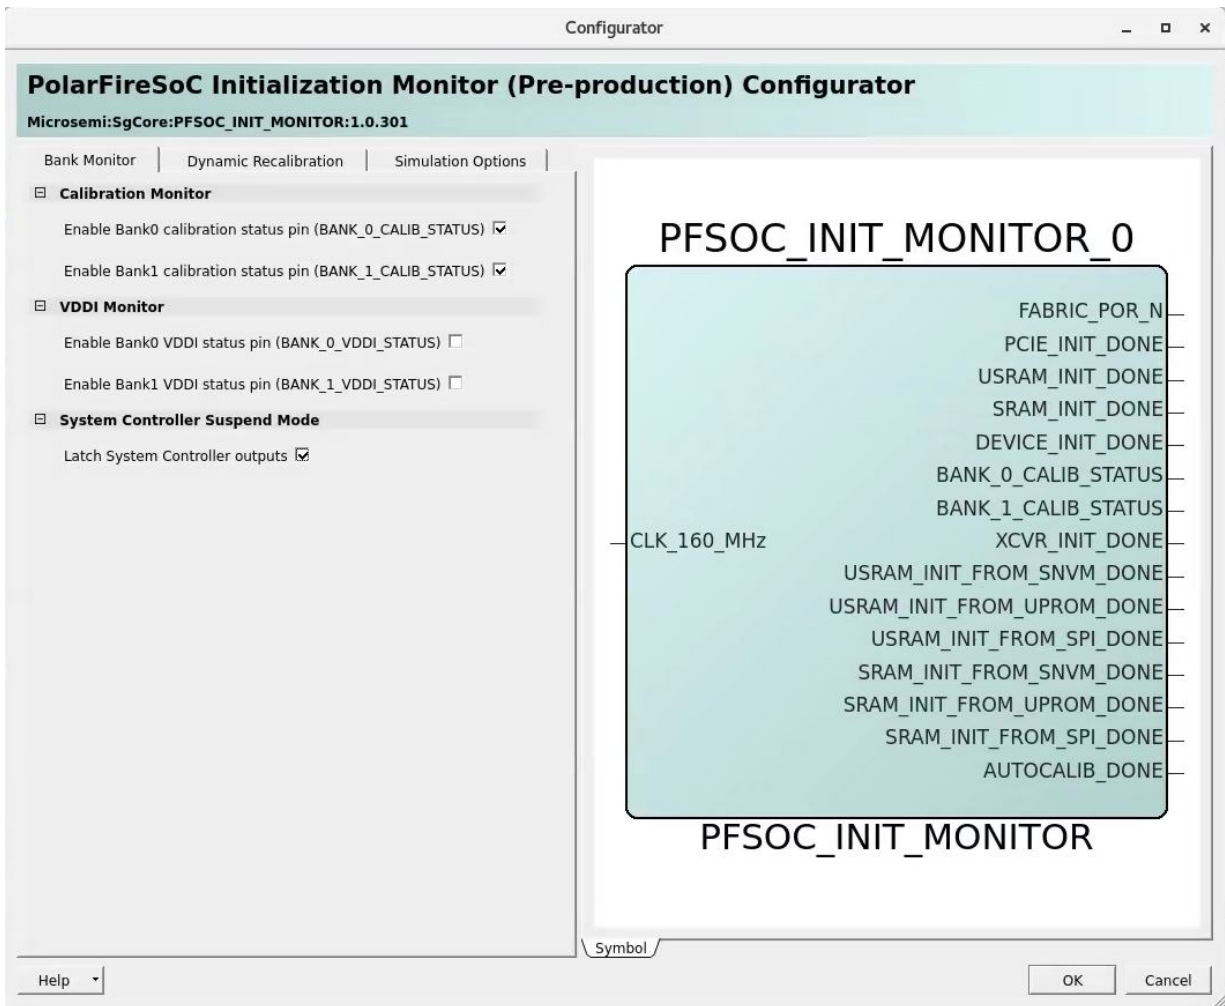 Configurator
PolarFireSoC Initialization Monitor (Pre-production) Configurator
Microsemi:SgCore:PFSOC_INIT_MONITOR:1.0.301
Bank Monitor
Dynamic Recalibration
Simulation Options
Calibration Monitor
Enable Bank0 calibration status pin (BANK_0_CALIB_STATUS)
Enable Bank1 calibration status pin (BANK_1_CALIB_STATUS)
VDDI Monitor
Enable Bank0 VDDI status pin (BANK_0_VDDI_STATUS)
Enable Bank1 VDDI status pin (BANK_1_VDDI_STATUS)
System Controller Suspend Mode
Latch System Controller outputs
PFSOC_INIT_MONITOR_0
FABRIC_POR_N
PCIE_INIT_DONE
USRAM_INIT_DONE
SRAM_INIT_DONE
DEVICE_INIT_DONE
BANK_0_CALIB_STATUS
BANK_1_CALIB_STATUS
CLK_160_MHz
XCVR_INIT_DONE
USRAM_INIT_FROM_SNVM_DONE
USRAM_INIT_FROM_UPROM_DONE
USRAM_INIT_FROM_SPI_DONE
SRAM_INIT_FROM_SNVM_DONE
SRAM_INIT_FROM_UPROM_DONE
SRAM_INIT_FROM_SPI_DONE
AUTOCALIB_DONE
PFSOC_INIT_MONITOR
Symbol
Help
OK
Cancel